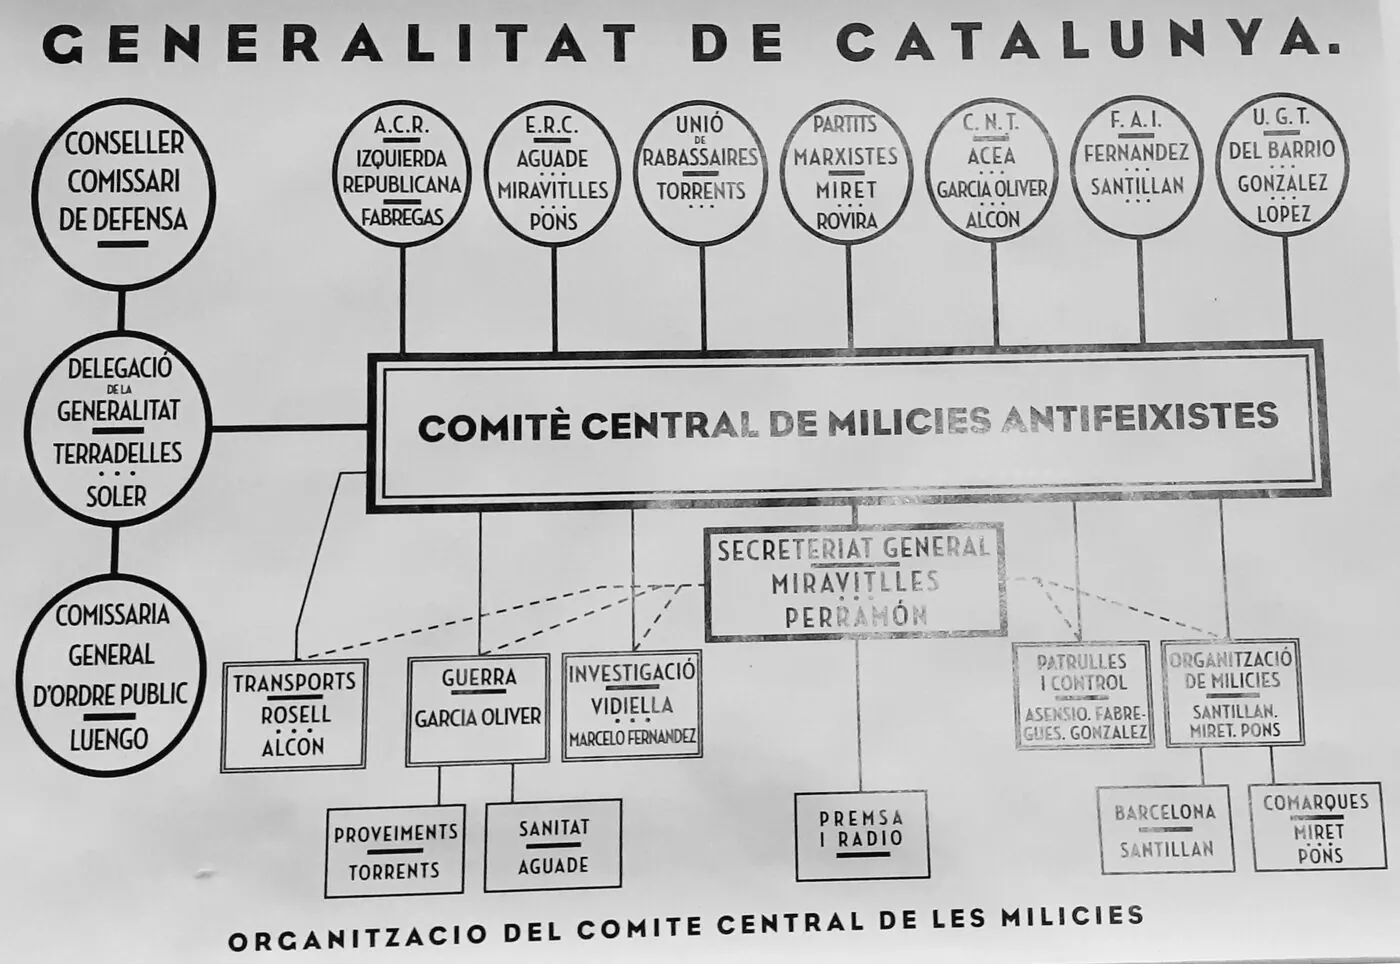 GENERALITAT DE CATALUNYA.
CONSELLER
COMISSARI
DE DEFENSA
A.C.R.
IZQUIERDA
REPUBLICANA
FABREGAS
E.R.C.
AGUADE
MIRAVITLLES
PONS
UNIÓ
DE
RABASSAIRES
TORRENTS
PARTITS
MARXISTES
MIRET
ROVIRA
C.N.T.
ACEA
GARCIA OLIVER
ALCON
F.A.I.
FERNANDEZ
SANTILLAN
U.G.T.
DEL BARRIO
GONZALEZ
LOPEZ
DELEGACIÓ
DE LA
GENERALITAT
TERRADELLES
SOLER
COMITÈ CENTRAL DE MILICIES ANTIFEIXISTES
SECRETERIAT GENERAL
MIRAVITLLES
PERRAMÓN
COMISSARIA
GENERAL
D'ORDRE PUBLIC
LUENGO
TRANSPORTS
ROSELL
ALCON
GUERRA
GARCIA OLIVER
INVESTIGACIÓ
VIDIELLA
MARCELO FERNANDEZ
PATRULLES
I CONTROL
ASENSIO. FABRE-
GUES. GONZALEZ
ORGANITZACIÓ
DE MILICIES
SANTILLAN.
MIRET. PONS
PROVEIMENTS
TORRENTS
SANITAT
AGUADE
PREMSA
I RADIO
BARCELONA
SANTILLAN
COMARQUES
MIRET
PONS
ORGANITZACIO DEL COMITE CENTRAL DE LES MILICIES